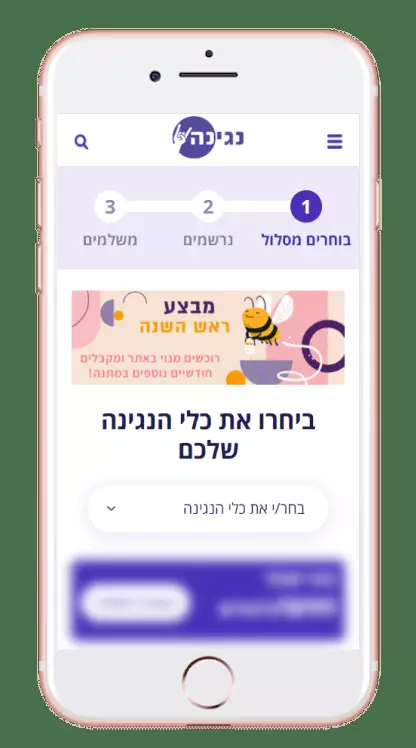 נגינה
1
2
3
בוחרים מסלול
נרשמים
משלמים
מבצע
ראש השנה
רוכשים מנוי באתר ומקבלים
חודשיים נוספים במתנה!
ביחרו את כלי הנגינה
שלכם
בחר/י את כלי הנגינה